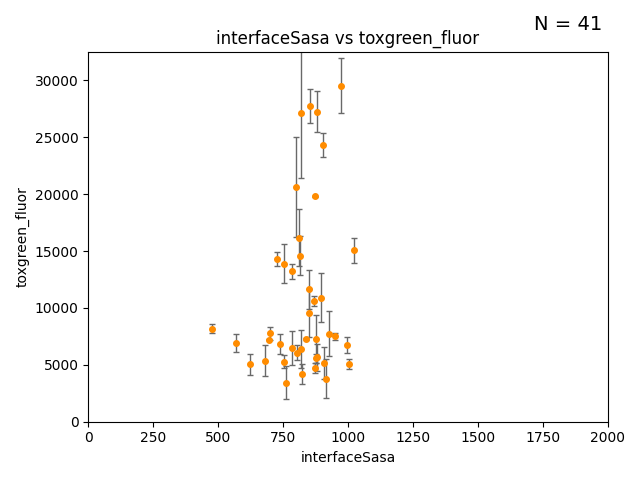 N = 41
interfaceSasa vs toxgreen_fluor
toxgreen_fluor
30000
25000
20000
15000
10000
5000
0
0 250 500 750 1000 1250 1500 1750 2000
interfaceSasa